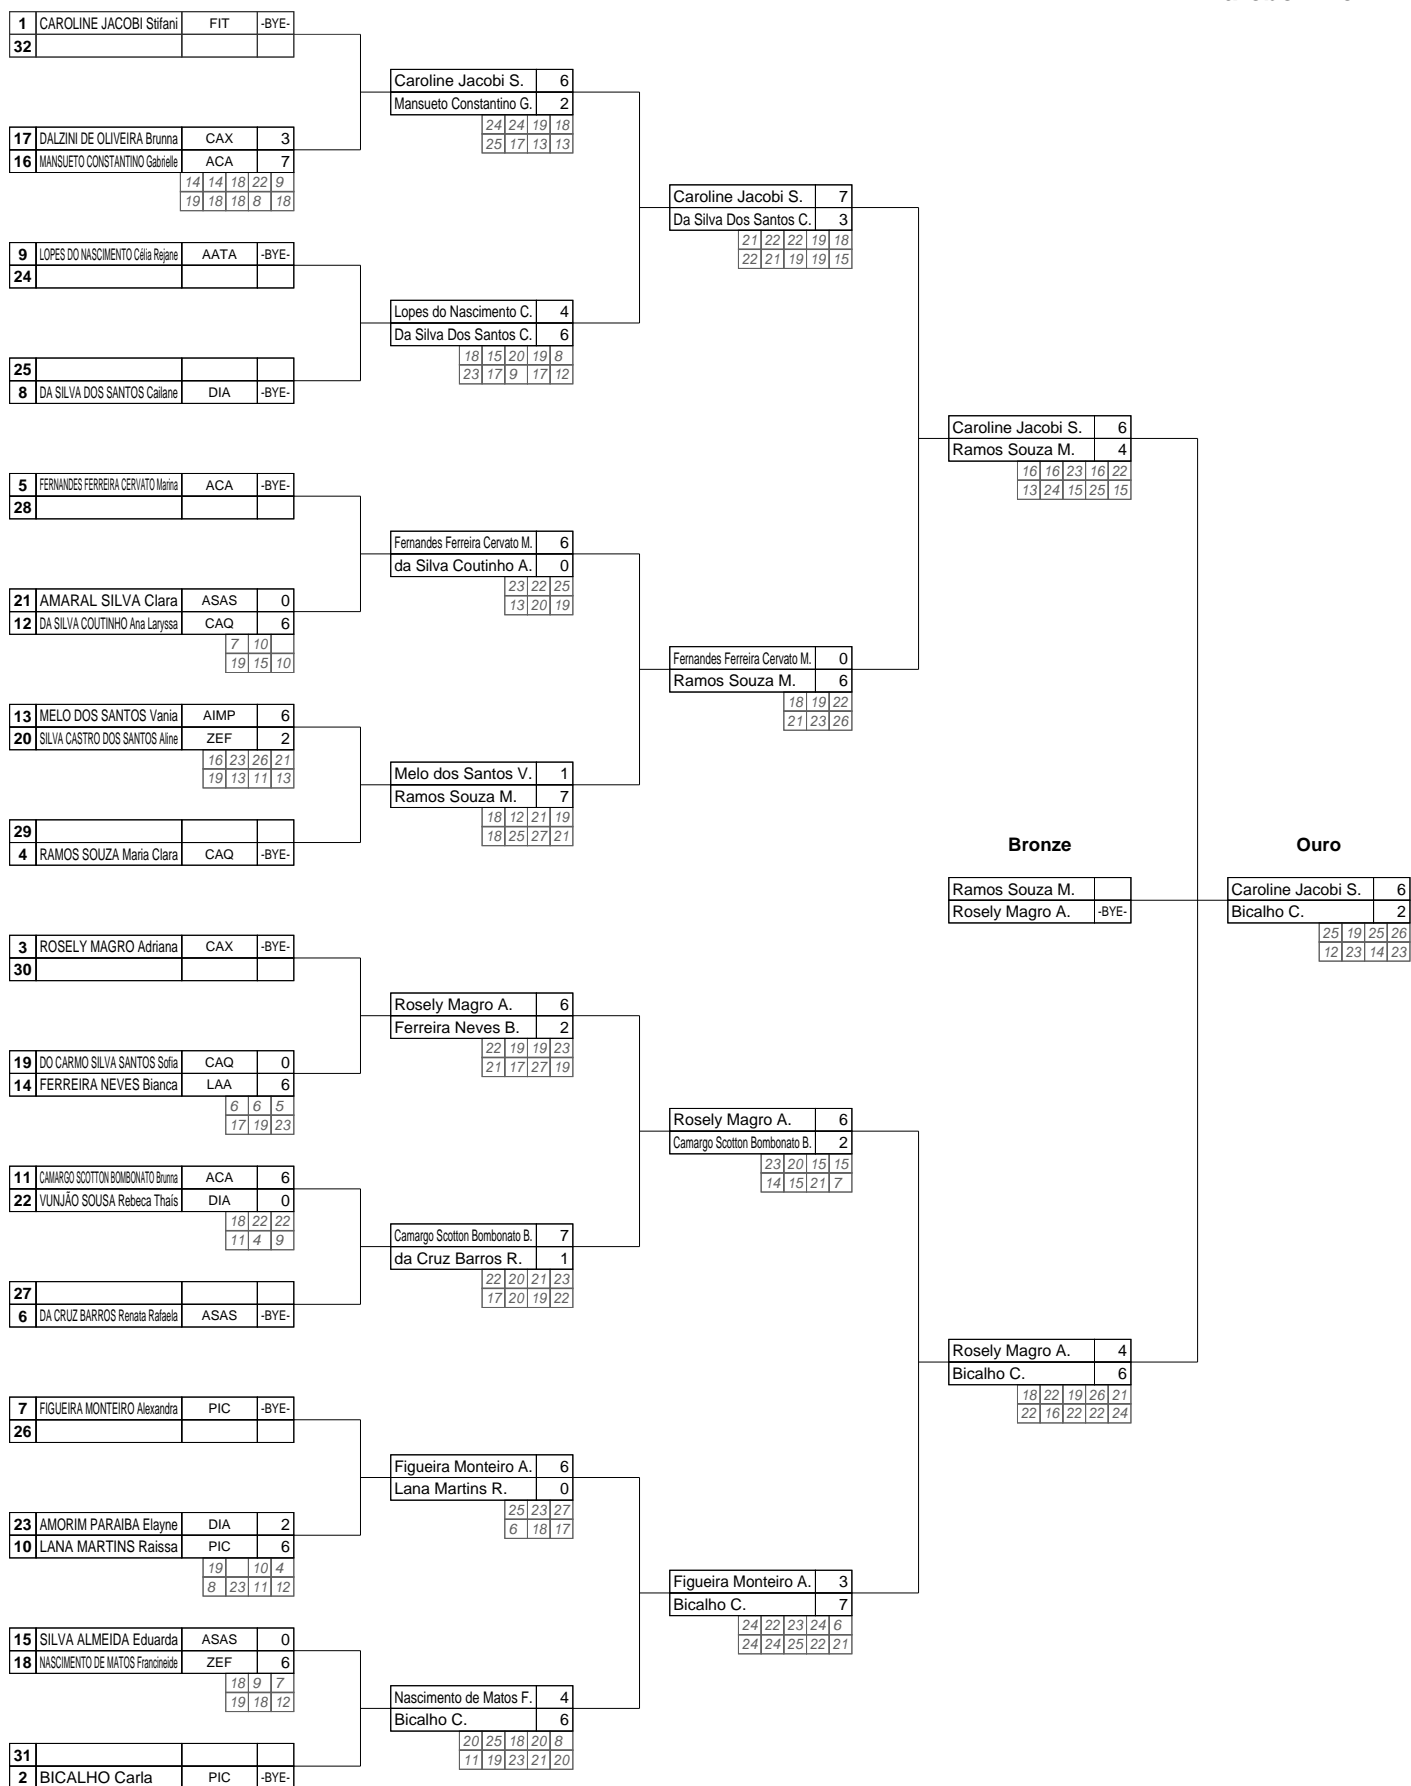 1 CAROLINE JACOBI Stifani FIT -BYE-
32
Caroline Jacobi S. 6
Mansueto Constantino G. 2
24 24 19 18
25 17 13 13
17 DALZINI DE OLIVEIRA Brunna CAX 3
16 MANSUETO CONSTANTINO Gabrielle ACA 7
14 14 18 22 9
19 18 18 8 18
Caroline Jacobi S. 7
Da Silva Dos Santos C. 3
21 22 22 19 18
22 21 19 19 15
9 LOPES DO NASCIMENTO Célia Rejane AATA -BYE-
24
Lopes do Nascimento C. 4
Da Silva Dos Santos C. 6
18 15 20 19 8
23 17 9 17 12
25
8 DA SILVA DOS SANTOS Cailane DIA -BYE-
Caroline Jacobi S. 6
Ramos Souza M. 4
16 16 23 16 22
13 24 15 25 15
5 FERNANDES FERREIRA CERVATO Marina ACA -BYE-
28
Fernandes Ferreira Cervato M. 6
da Silva Coutinho A. 0
23 22 25
13 20 19
21 AMARAL SILVA Clara ASAS 0
12 DA SILVA COUTINHO Ana Laryssa CAQ 6
7 10
19 15 10
Fernandes Ferreira Cervato M. 0
Ramos Souza M. 6
18 19 22
21 23 26
13 MELO DOS SANTOS Vania AIMP 6
20 SILVA CASTRO DOS SANTOS Aline ZEF 2
16 23 26 21
19 13 11 13
Melo dos Santos V. 1
Ramos Souza M. 7
18 12 21 19
18 25 27 21
29
4 RAMOS SOUZA Maria Clara CAQ -BYE-
Bronze Ouro
Ramos Souza M.
Rosely Magro A. -BYE-
Caroline Jacobi S. 6
Bicalho C. 2
25 19 25 26
12 23 14 23
3 ROSELY MAGRO Adriana CAX -BYE-
30
Rosely Magro A. 6
Ferreira Neves B. 2
22 19 19 23
21 17 27 19
19 DO CARMO SILVA SANTOS Sofia CAQ 0
14 FERREIRA NEVES Bianca LAA 6
6 6 5
17 19 23
Rosely Magro A. 6
Camargo Scotton Bombonato B. 2
23 20 15 15
14 15 21 7
11 CAMARGO SCOTTON BOMBONATO Brunna ACA 6
22 VUNJÃO SOUSA Rebeca Thaís DIA 0
18 22 22
11 4 9
Camargo Scotton Bombonato B. 7
da Cruz Barros R. 1
22 20 21 23
17 20 19 22
27
6 DA CRUZ BARROS Renata Rafaela ASAS -BYE-
Rosely Magro A. 4
Bicalho C. 6
18 22 19 26 21
22 16 22 22 24
7 FIGUEIRA MONTEIRO Alexandra PIC -BYE-
26
Figueira Monteiro A. 6
Lana Martins R. 0
25 23 27
6 18 17
23 AMORIM PARAIBA Elayne DIA 2
10 LANA MARTINS Raissa PIC 6
19 10 4
8 23 11 12
Figueira Monteiro A. 3
Bicalho C. 7
24 22 23 24 6
24 24 25 22 21
15 SILVA ALMEIDA Eduarda ASAS 0
18 NASCIMENTO DE MATOS Francineide ZEF 6
18 9 7
19 18 12
Nascimento de Matos F. 4
Bicalho C. 6
20 25 18 20 8
11 19 23 21 20
31
2 BICALHO Carla PIC -BYE-